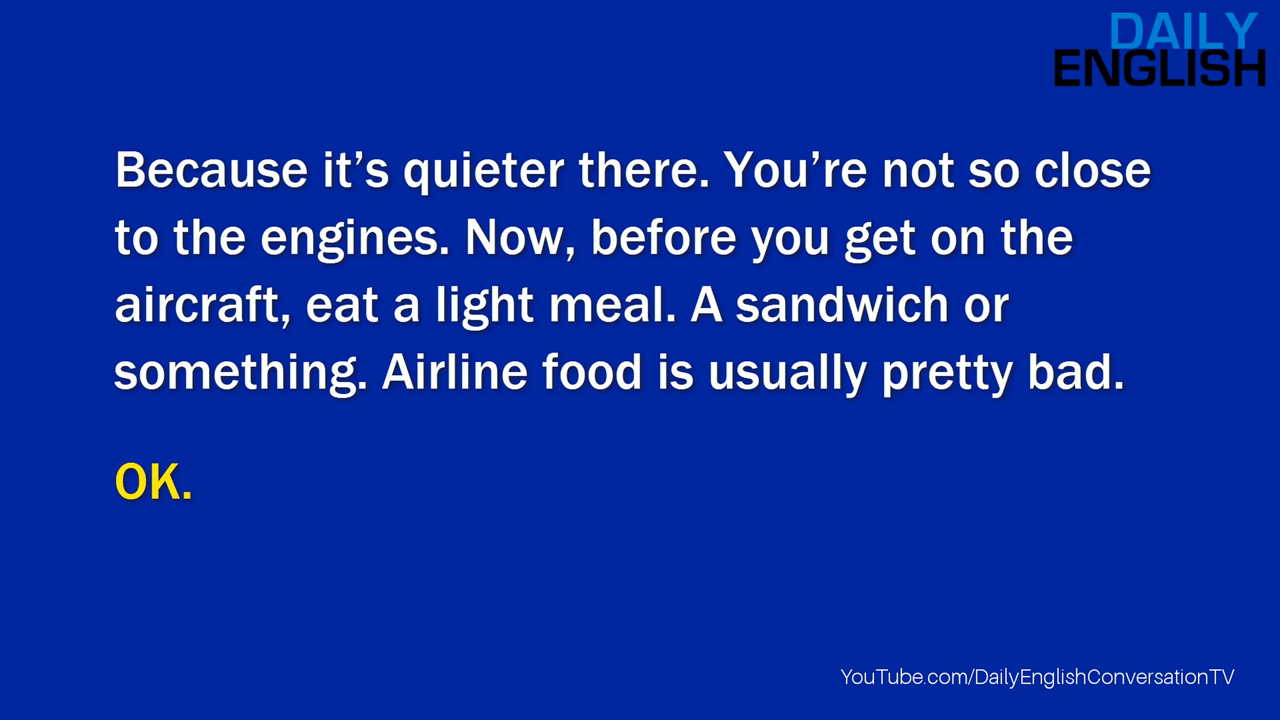 DAILY
ENGLISH
Because it’s quieter there. You’re not so close
to the engines. Now, before you get on the
aircraft, eat a light meal. A sandwich or
something. Airline food is usually pretty bad.
OK.
YouTube.com/DailyEnglishConversationTV